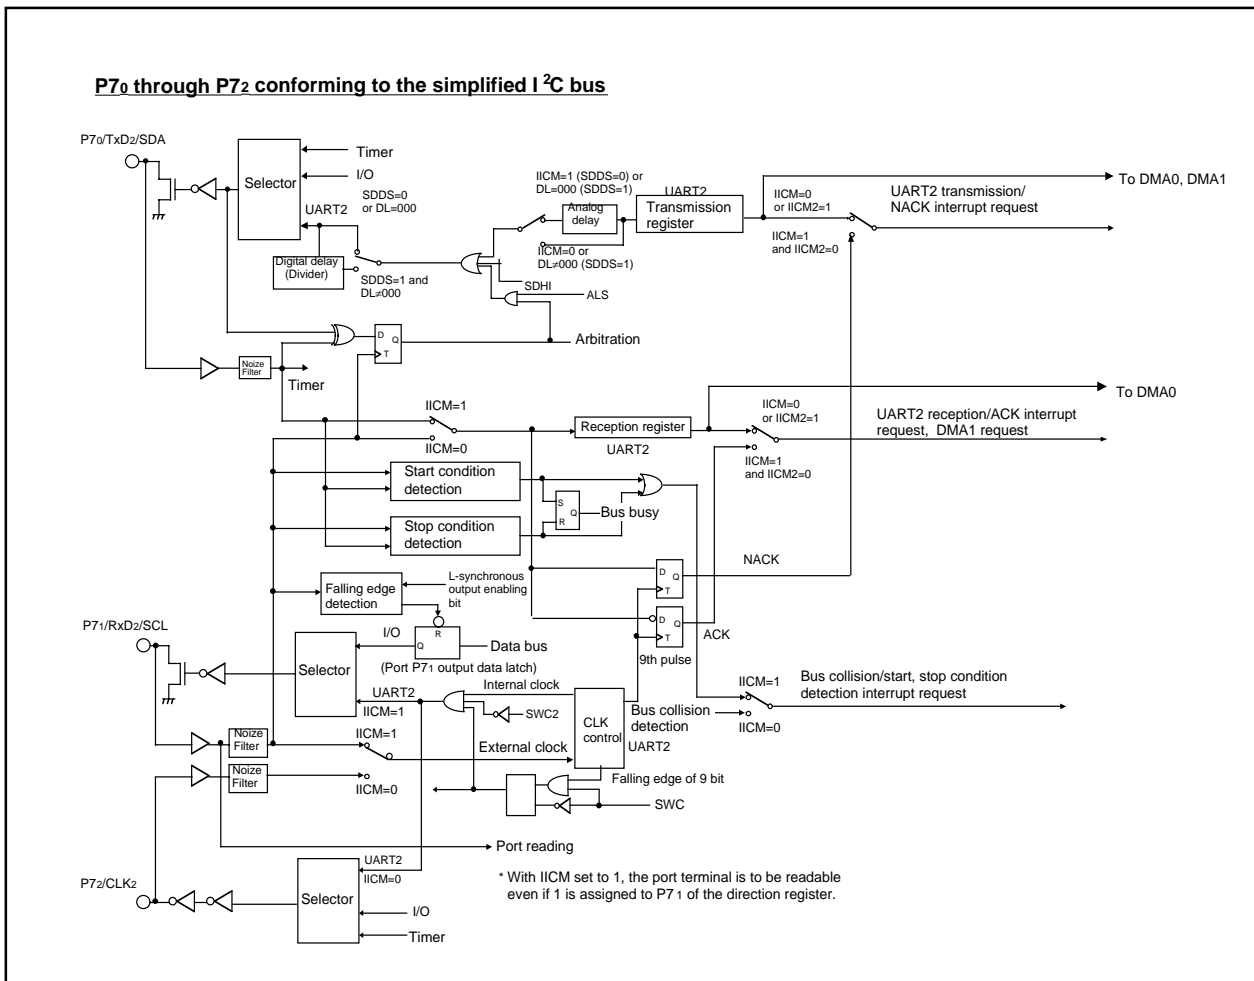 P70 through P72 conforming to the simplified I 2C bus
P70/TxD2/SDA
Selector
Timer
I/O
UART2
SDDS=0
or DL=000
Digital delay
(Divider)
SDDS=1 and
DL≠000
IICM=1 (SDDS=0) or
DL=000 (SDDS=1)
Analog
delay
IICM=0 or
DL≠000 (SDDS=1)
SDHI
ALS
UART2
Transmission
register
IICM=0
or IICM2=1
IICM=1
and IICM2=0
To DMA0, DMA1
UART2 transmission/
NACK interrupt request
D
Q
T
Arbitration
Noize
Filter
Timer
IICM=1
IICM=0
Reception register
UART2
IICM=0
or IICM2=1
IICM=1
and IICM2=0
To DMA0
UART2 reception/ACK interrupt
request, DMA1 request
Start condition
detection
Stop condition
detection
S
Q
R
Bus busy
NACK
D
Q
T
D
Q
T
ACK
9th pulse
Falling edge
detection
L-synchronous
output enabling
bit
P71/RxD2/SCL
Selector
I/O
R
Q
Data bus
(Port P71 output data latch)
UART2
IICM=1
Internal clock
SWC2
CLK
control
UART2
Bus collision
detection
IICM=1
IICM=0
Bus collision/start, stop condition
detection interrupt request
Noize
Filter
IICM=1
External clock
Noize
Filter
IICM=0
Falling edge of 9 bit
SWC
Port reading
P72/CLK2
Selector
UART2
IICM=0
I/O
Timer
* With IICM set to 1, the port terminal is to be readable
even if 1 is assigned to P71 of the direction register.